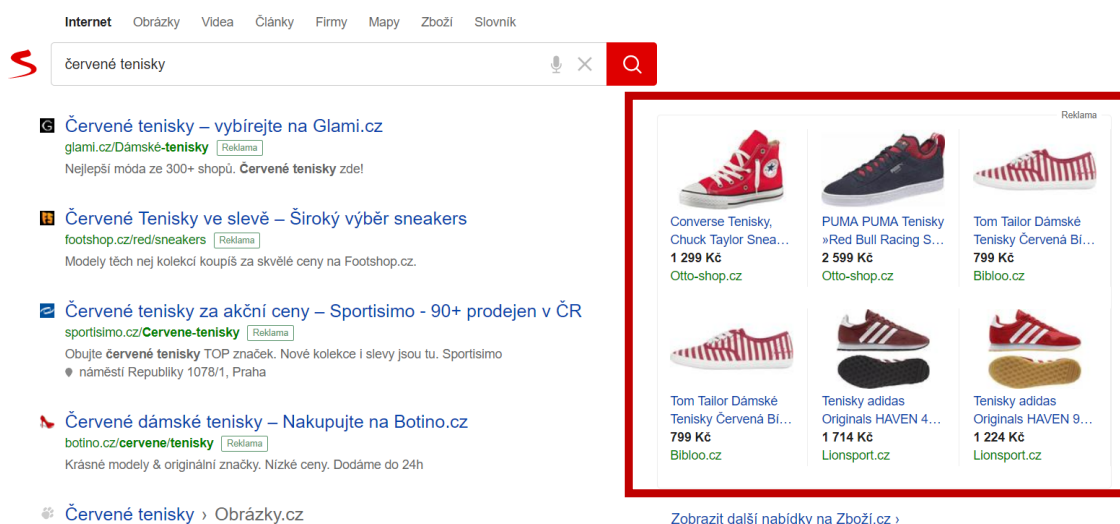 Internet Obrázky Videa Články Firmy Mapy Zboží Slovník
červené tenisky
Červené tenisky – vybírejte na Glami.cz
glami.cz/Dámské-tenisky Reklama
Nejlepší móda ze 300+ shopů. Červené tenisky zde!
Červené Tenisky ve slevě – Široký výběr sneakers
footshop.cz/red/sneakers Reklama
Modely těch nej kolekcí koupíš za skvělé ceny na Footshop.cz.
Červené tenisky za akční ceny – Sportisimo - 90+ prodejen v ČR
sportisimo.cz/Cervene-tenisky Reklama
Obujte červené tenisky TOP značek. Nové kolekce i slevy jsou tu. Sportisimo
náměstí Republiky 1078/1, Praha
Červené dámské tenisky – Nakupujte na Botino.cz
botino.cz/cervene/tenisky Reklama
Krásné modely & originální značky. Nízké ceny. Dodáme do 24h
Červené tenisky › Obrázky.cz
Reklama
Converse Tenisky,
Chuck Taylor Snea...
1 299 Kč
Otto-shop.cz
PUMA PUMA Tenisky
»Red Bull Racing S...
2 599 Kč
Otto-shop.cz
Tom Tailor Dámské
Tenisky Červená Bí...
799 Kč
Bibloo.cz
Tom Tailor Dámské
Tenisky Červená Bí...
799 Kč
Bibloo.cz
Tenisky adidas
Originals HAVEN 4...
1 714 Kč
Lionsport.cz
Tenisky adidas
Originals HAVEN 9...
1 224 Kč
Lionsport.cz
Zobrazit další nabídky na Zboží.cz ›